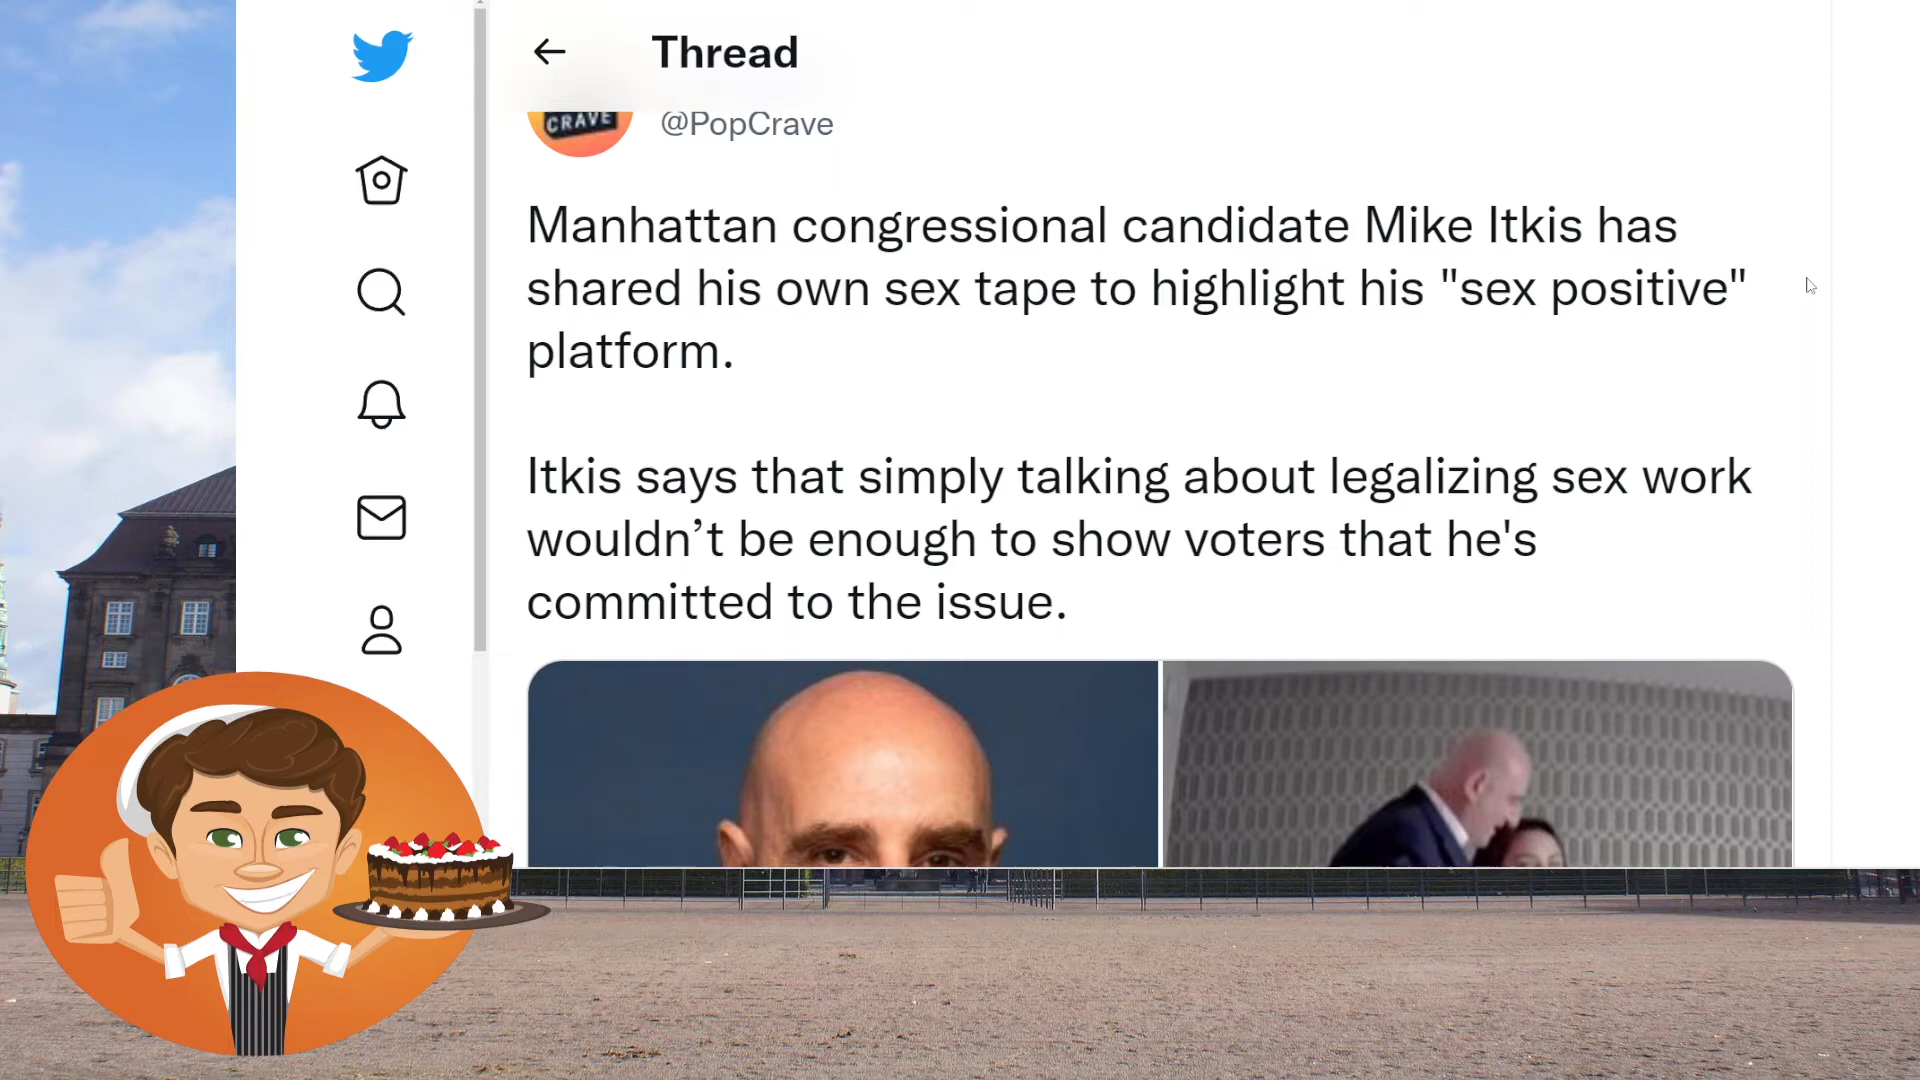 Thread
CRAVE
@PopCrave
Manhattan congressional candidate Mike Itkis has
shared his own sex tape to highlight his "sex positive"
platform.
Itkis says that simply talking about legalizing sex work
wouldn’t be enough to show voters that he's
committed to the issue.